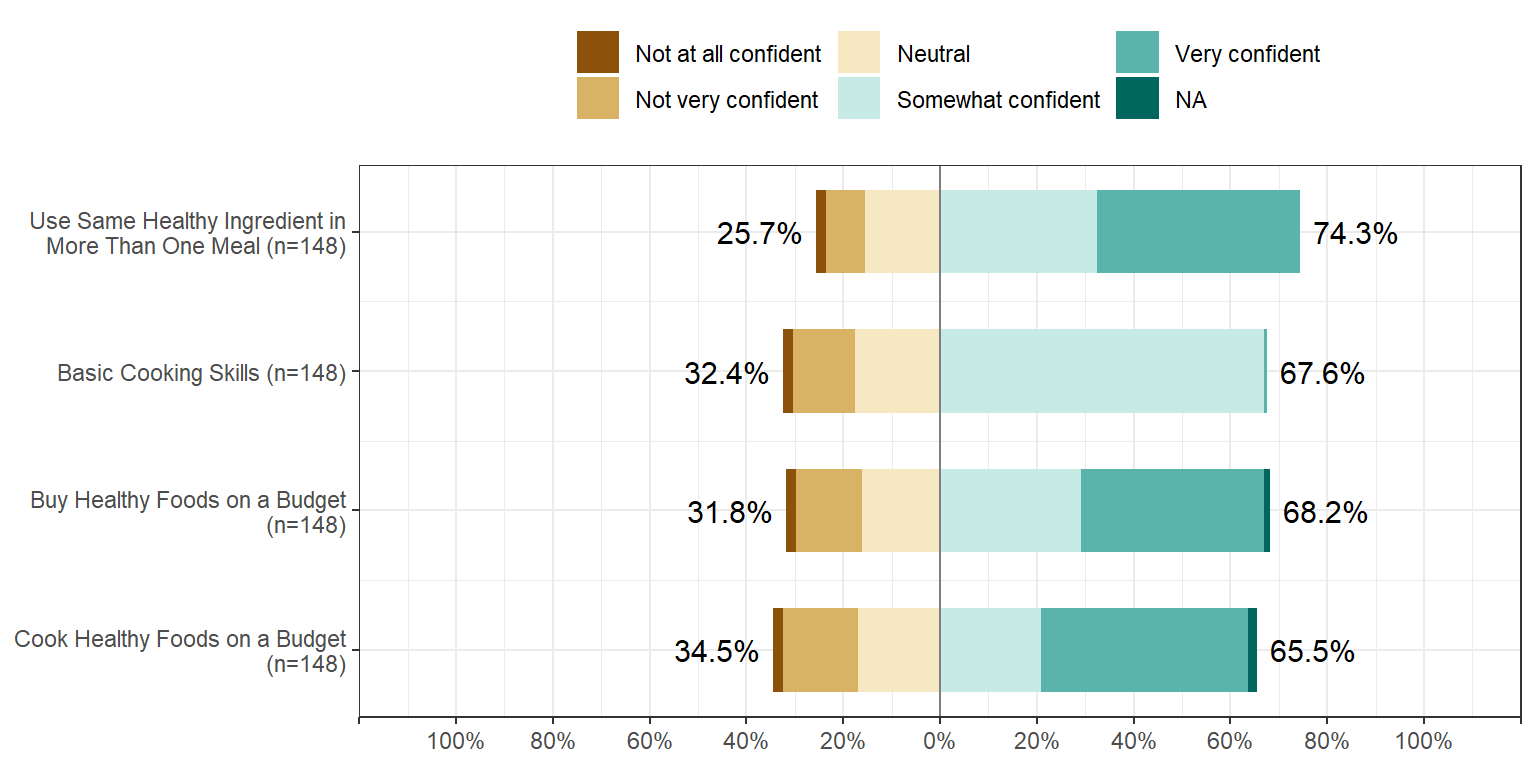 Not at all confident
Neutral
Very confident
Not very confident
Somewhat confident
NA
Use Same Healthy Ingredient in
More Than One Meal (n=148)
25.7%
74.3%
Basic Cooking Skills (n=148)
32.4%
67.6%
Buy Healthy Foods on a Budget
(n=148)
31.8%
68.2%
Cook Healthy Foods on a Budget
(n=148)
34.5%
65.5%
100% 80% 60% 40% 20% 0% 20% 40% 60% 80% 100%